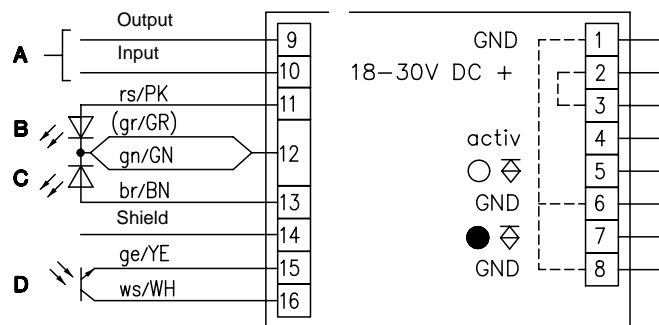 Output
9
GND
1
A
Input
10
18-30V DC +
2
rs/PK
11
3
B
(gr/GR)
activ
4
12
5
C
gn/GN
br/BN
13
GND
6
Shield
14
7
ge/YE
15
GND
8
D
ws/WH
16